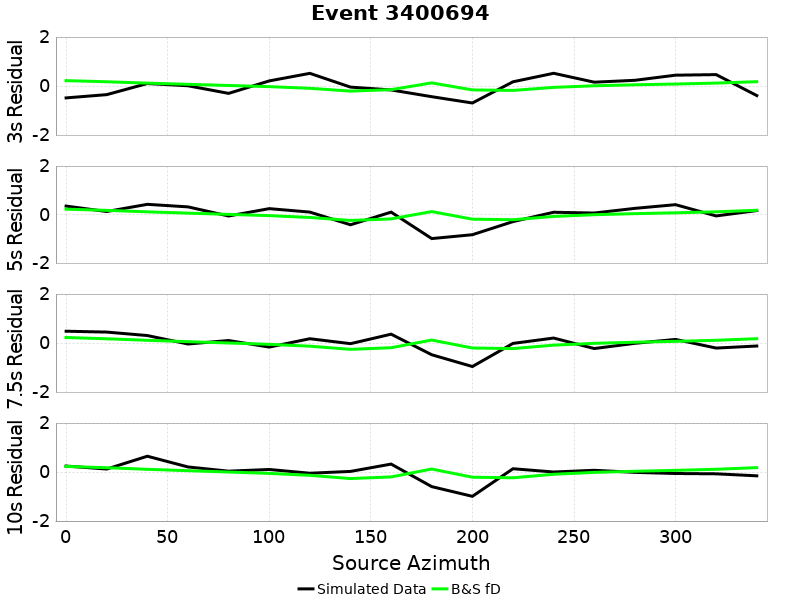 Event 3400694
3s Residual
2
0
-2
5s Residual
2
0
-2
7.5s Residual
2
0
-2
10s Residual
2
0
-2
0 50 100 150 200 250 300
Source Azimuth
Simulated Data B&S fD